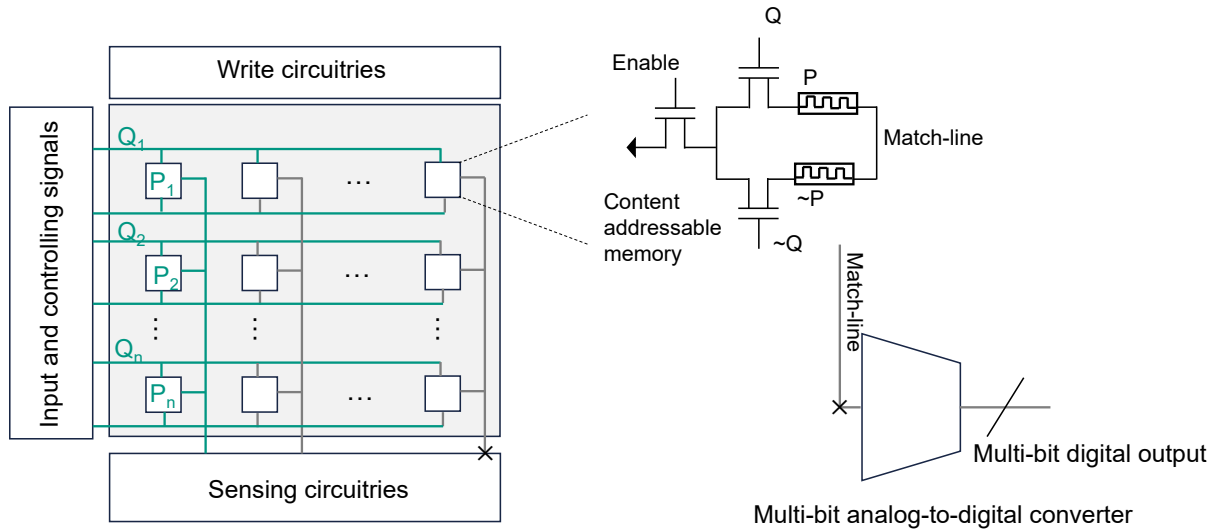 Write circuitries
Input and controlling signals
Q1
P1
...
Q2
P2
...
⋮ ⋮ ⋮
Qn
Pn
...
Sensing circuitries
Q
Enable
P
Match-line
~P
Content
addressable
memory
~Q
Match-line
Multi-bit digital output
Multi-bit analog-to-digital converter